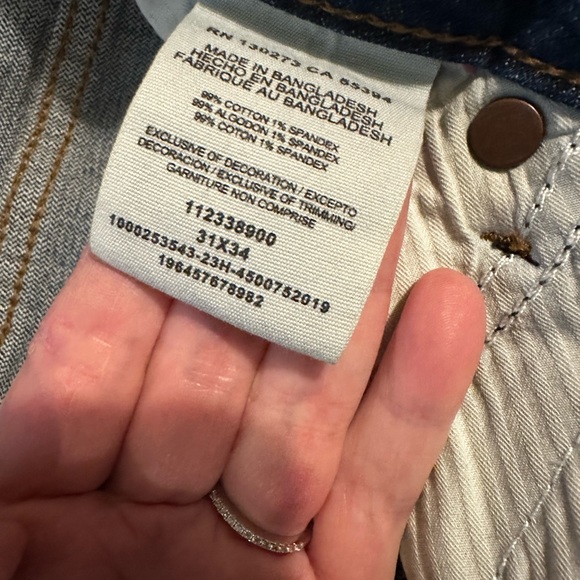 RN 130273 CA 55394
MADE IN BANGLADESH
HECHO EN BANGLADESH
FABRIQUE AU BANGLADESH
99% COTTON 1% SPANDEX
99% ALGODON 1% SPANDEX
99% COTON 1% SPANDEX
EXCLUSIVE OF DECORATION / EXCEPTO
DECORACION / EXCLUSIVE OF TRIMMING/
GARNITURE NON COMPRISE
112338900
31X34
1000253543-23H-4500752019
196457678982